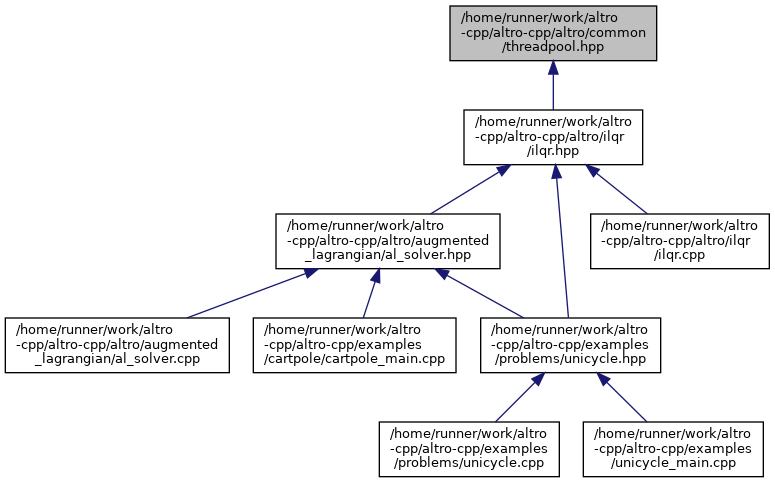 /home/runner/work/altro
-cpp/altro-cpp/altro/common
/threadpool.hpp
/home/runner/work/altro
-cpp/altro-cpp/altro/ilqr
/ilqr.hpp
/home/runner/work/altro
-cpp/altro-cpp/altro/augmented
_lagrangian/al_solver.hpp
/home/runner/work/altro
-cpp/altro-cpp/altro/ilqr
/ilqr.cpp
/home/runner/work/altro
-cpp/altro-cpp/altro/augmented
_lagrangian/al_solver.cpp
/home/runner/work/altro
-cpp/altro-cpp/examples
/cartpole/cartpole_main.cpp
/home/runner/work/altro
-cpp/altro-cpp/examples
/problems/unicycle.hpp
/home/runner/work/altro
-cpp/altro-cpp/examples
/problems/unicycle.cpp
/home/runner/work/altro
-cpp/altro-cpp/examples
/unicycle_main.cpp